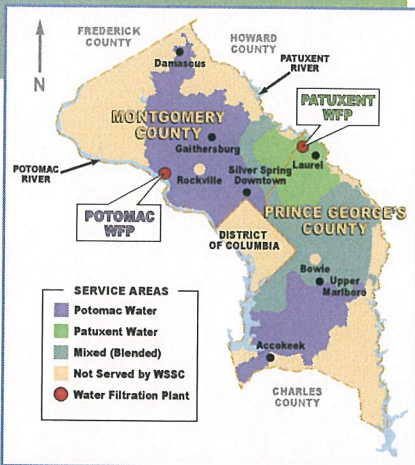 FREDERICK
COUNTY
HOWARD
COUNTY
PATUXENT
RIVER
Damascus
N
PATUXENT
WFP
MONTGOMERY
COUNTY
Gaithersburg
Laurel
POTOMAC
RIVER
Rockville
Silver Spring
Downtown
POTOMAC
WFP
PRINCE GEORGE'S
COUNTY
DISTRICT
OF COLUMBIA
Bowie
Upper
Marlboro
SERVICE AREAS
Potomac Water
Patuxent Water
Mixed (Blended)
Not Served by WSSC
Water Filtration Plant
Accokeek
CHARLES
COUNTY